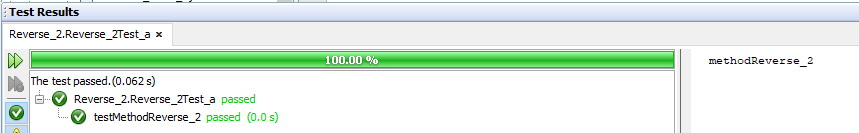 Test Results
Reverse_2.Reverse_2Test_a ×
100.00 %
methodReverse_2
The test passed.(0.062 s)
Reverse_2.Reverse_2Test_a passed
testMethodReverse_2 passed (0.0 s)